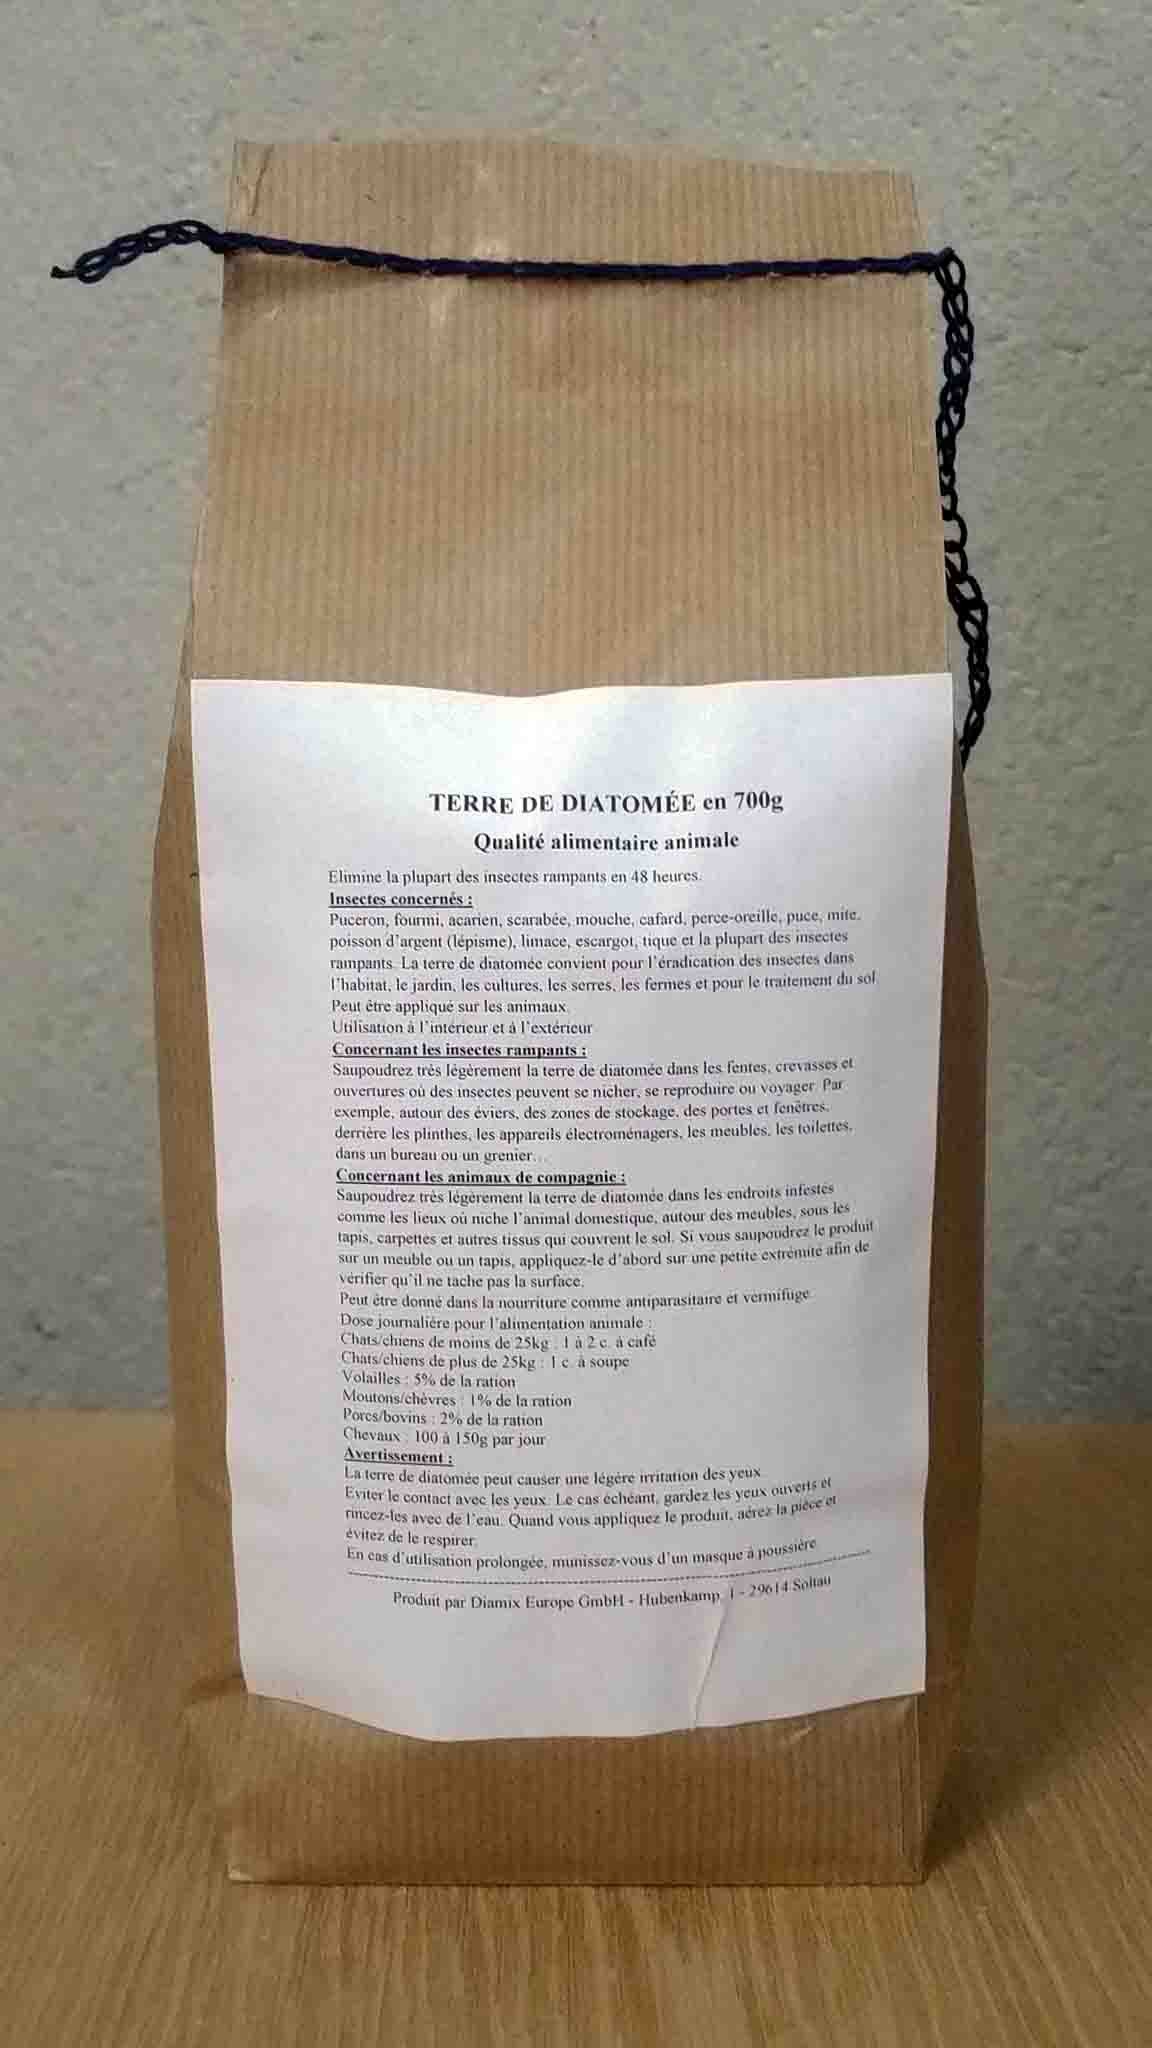 TERRE DE DIATOMÉE en 700g
Qualité alimentaire animale
Elimine la plupart des insectes rampants en 48 heures.
Insectes concernés :
Puceron, fourmi, acarien, scarabée, mouche, cafard, perce-oreille, puce, mite,
poisson d'argent (lépisme), limace, escargot, tique et la plupart des insectes
rampants. La terre de diatomée convient pour l'éradication des insectes dans
l'habitat, le jardin, les cultures, les serres, les fermes et pour le traitement du sol.
Peut être appliqué sur les animaux.
Utilisation à l'intérieur et à l'extérieur
Concernant les insectes rampants :
Saupoudrez très légèrement la terre de diatomée dans les fentes, crevasses et
ouvertures où des insectes peuvent se nicher, se reproduire ou voyager. Par
exemple, autour des éviers, des zones de stockage, des portes et fenêtres,
derrière les plinthes, les appareils électroménagers, les meubles, les toilettes,
dans un bureau ou un grenier...
Concernant les animaux de compagnie :
Saupoudrez très légèrement la terre de diatomée dans les endroits infestés
comme les lieux où niche l'animal domestique, autour des meubles, sous les
tapis, carpettes et autres tissus qui couvrent le sol. Si vous saupoudrez le produit
sur un meuble ou un tapis, appliquez-le d'abord sur une petite extrémité afin de
vérifier qu'il ne tache pas la surface.
Peut être donné dans la nourriture comme antiparasitaire et vermifuge.
Dose journalière pour l'alimentation animale :
Chats/chiens de moins de 25kg : 1 à 2 c. à café
Chats/chiens de plus de 25kg : 1 c. à soupe
Volailles : 5% de la ration
Moutons/chèvres : 1% de la ration
Porcs/bovins : 2% de la ration
Chevaux : 100 à 150g par jour
Avertissement :
La terre de diatomée peut causer une légère irritation des yeux.
Eviter le contact avec les yeux. Le cas échéant, gardez les yeux ouverts et
rincez-les avec de l'eau. Quand vous appliquez le produit, aérez la pièce et
évitez de le respirer.
En cas d'utilisation prolongée, munissez-vous d'un masque à poussière
Produit par Diamix Europe GmbH - Hubenkamp, 1 - 29614 Soltau